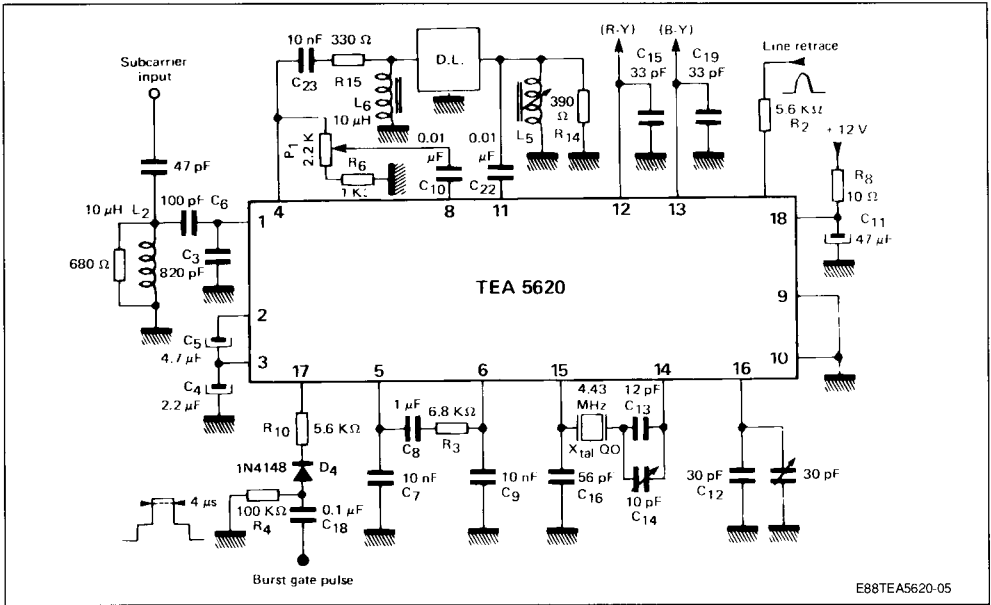 Subcarrier
input
47 pF
10 µH
L2
680 Ω
100 pF
C6
C3
820 pF
C5
4.7 µF
C4
2.2 µF
10 nF
C23
330 Ω
R15
L6
10 µH
D.L.
P1
2.2 K
R6
0.01
µF
C10
0.01
µF
C22
L5
390
Ω
R14
(R-Y)
C15
33 pF
(B-Y)
C19
33 pF
Line retrace
5.6 KΩ
R2
+ 12 V
R8
10 Ω
C11
47 µF
4
8
11
12
13
18
1
2
3
TEA 5620
9
10
17
5
6
15
14
16
R10
5.6 KΩ
1N4148
D4
4 µs
100 KΩ
R4
0.1 µF
C18
Burst gate pulse
1 µF
C8
6.8 KΩ
R3
10 nF
C7
10 nF
C9
4.43
MHz
Xtal QO
12 pF
C13
56 pF
C16
10 pF
C14
30 pF
C12
30 pF
E88TEA5620-05